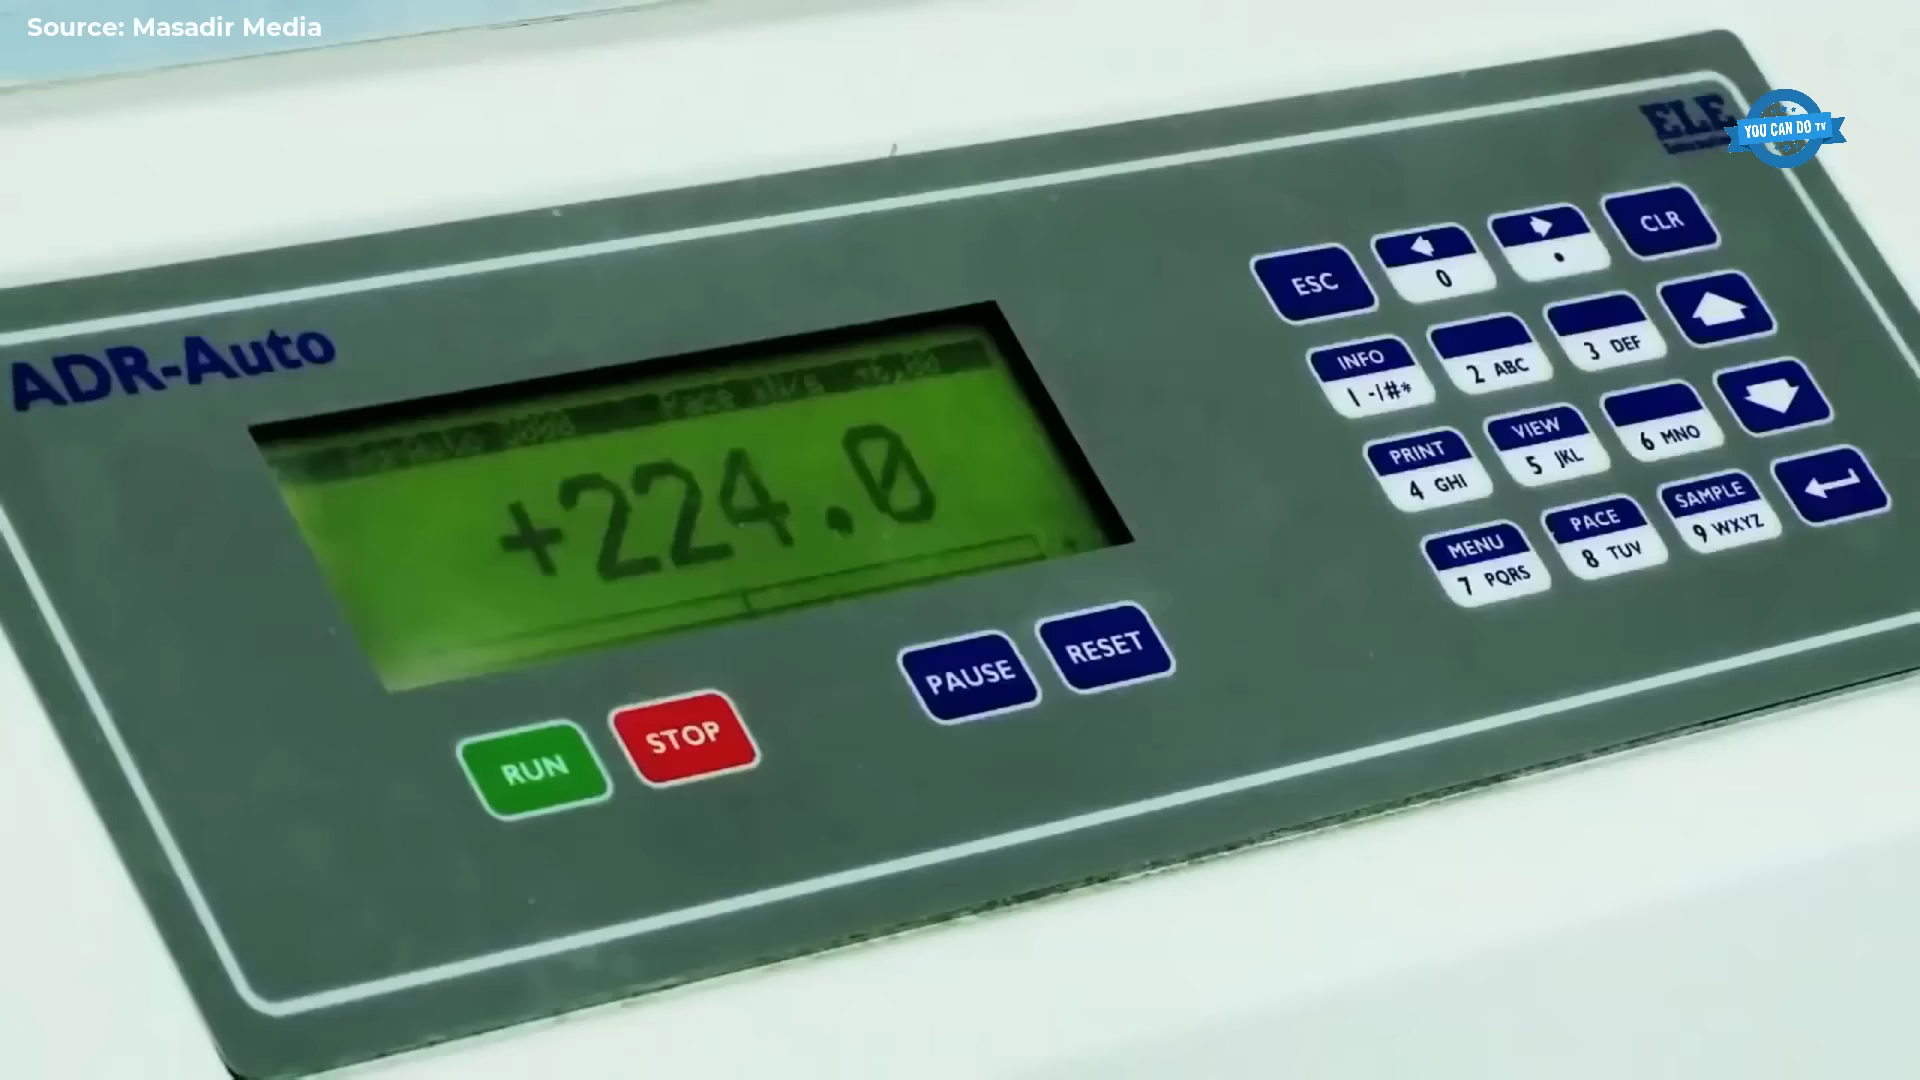 Source: Masadir Media
ELE
YOU CAN DO TV
ADR-Auto
+224.0
ESC
0
.
CLR
INFO
1 -/#*
2 ABC
3 DEF
PRINT
4 GHI
VIEW
5 JKL
6 MNO
MENU
7 PQRS
PACE
8 TUV
SAMPLE
9 WXYZ
PAUSE
RESET
RUN
STOP